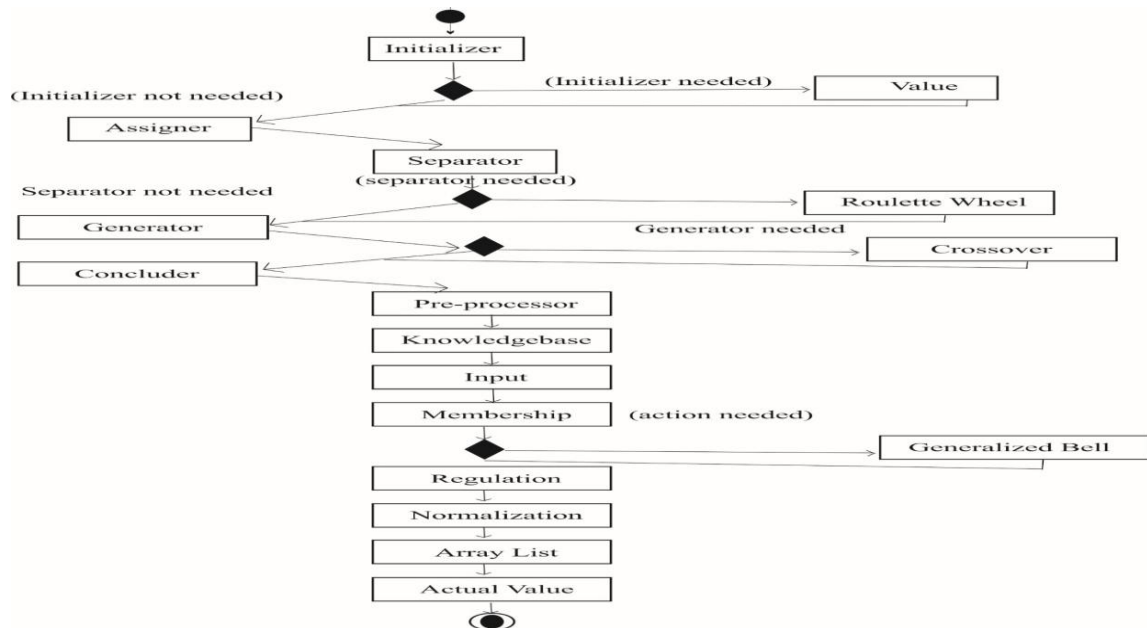 Initializer
(Initializer needed)
Value
(Initializer not needed)
Assigner
Separator
(separator needed)
Separator not needed
Roulette Wheel
Generator
Generator needed
Crossover
Concluder
Pre-processor
Knowledgebase
Input
Membership
(action needed)
Generalized Bell
Regulation
Normalization
Array List
Actual Value